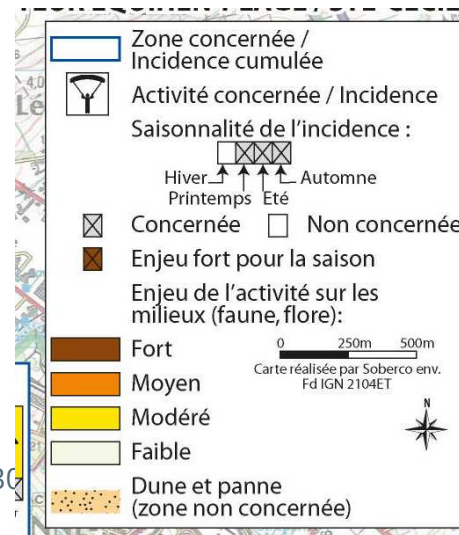 Zone concernée /
Incidence cumulée
Activité concernée / Incidence
Saisonnalité de l'incidence :
Hiver Automne
Printemps Eté
Concernée Non concernée
Enjeu fort pour la saison
Enjeu de l'activité sur les
milieux (faune, flore):
Fort
0 250m 500m
Carte réalisée par Soberco env.
Fd IGN 2104ET
Moyen
N
Modéré
Faible
Dune et panne
(zone non concernée)